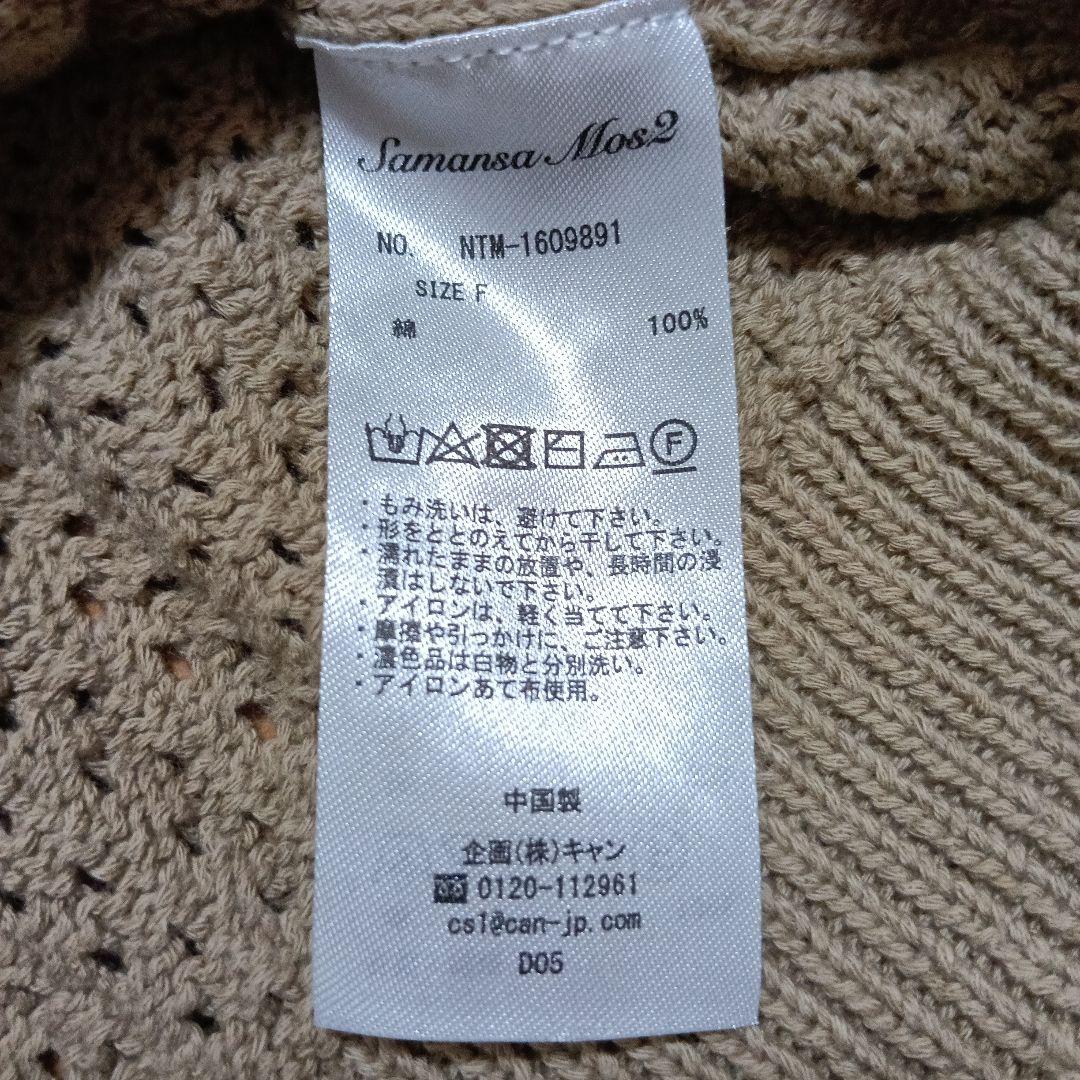 Samansa Mos2
NO. NTM-1609891
SIZE F
綿 100%
F
・もみ洗いは、避けて下さい。
・形をととのえてから干して下さい。
・濡れたままの放置や、長時間の浸
漬はしないで下さい。
・アイロンは、軽く当てて下さい。
・摩擦や引っかけに、ご注意下さい。
・濃色品は白物と分別洗い。
・アイロンあて布使用。
中国製
企画(株)キャン
0120-112961
cs1@can-jp.com
D05